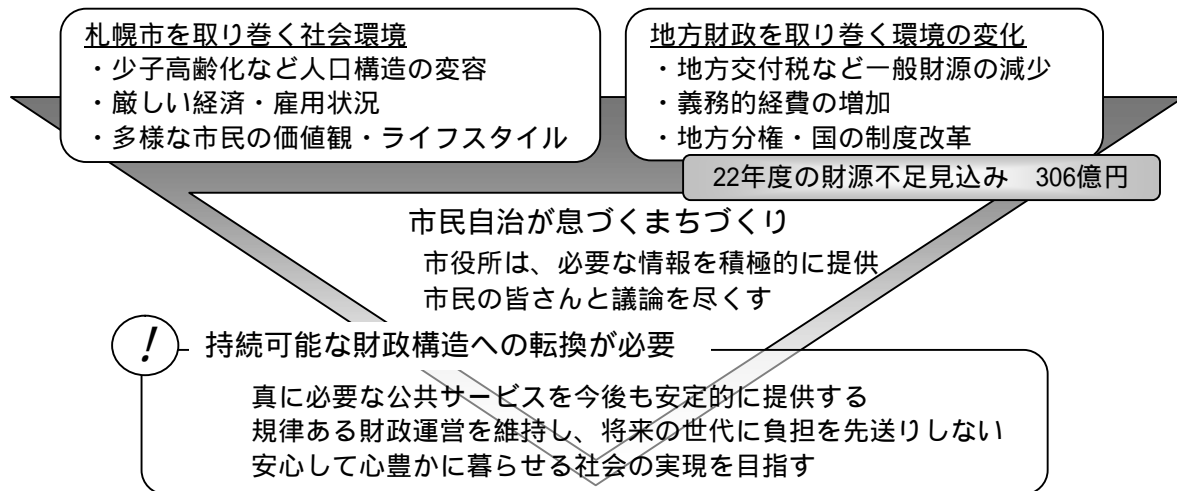 札幌市を取り巻く社会環境
・少子高齢化など人口構造の変容
・厳しい経済・雇用状況
・多様な市民の価値観・ライフスタイル
地方財政を取り巻く環境の変化
・地方交付税など一般財源の減少
・義務的経費の増加
・地方分権・国の制度改革
22年度の財源不足見込み　306億円
市民自治が息づくまちづくり
市役所は、必要な情報を積極的に提供
市民の皆さんと議論を尽くす
! 持続可能な財政構造への転換が必要
真に必要な公共サービスを今後も安定的に提供する
規律ある財政運営を維持し、将来の世代に負担を先送りしない
安心して心豊かに暮らせる社会の実現を目指す